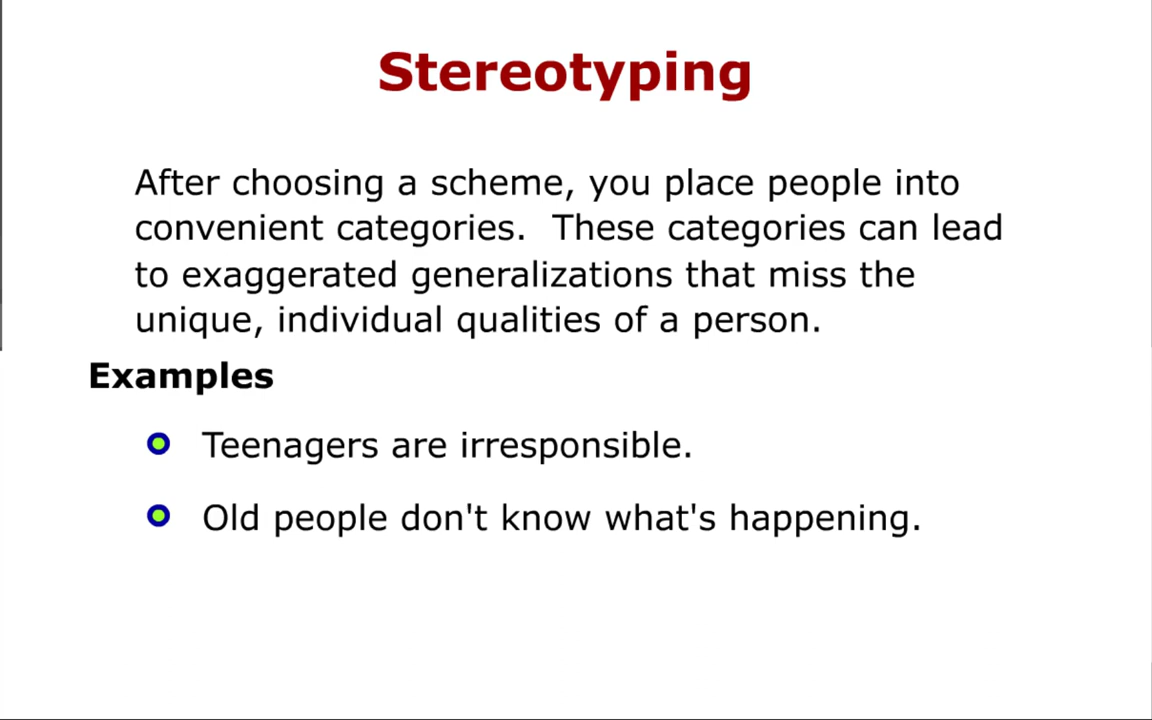 Stereotyping
After choosing a scheme, you place people into
convenient categories.  These categories can lead
to exaggerated generalizations that miss the
unique, individual qualities of a person.
Examples
Teenagers are irresponsible.
Old people don't know what's happening.